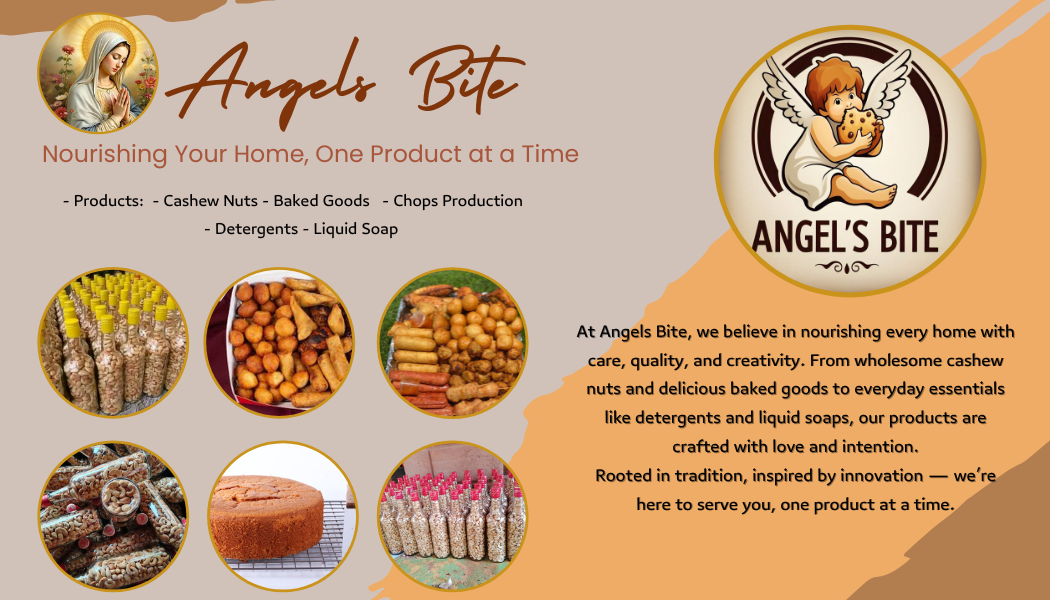 Angels Bite
Nourishing Your Home, One Product at a Time
- Products: - Cashew Nuts - Baked Goods - Chops Production
- Detergents - Liquid Soap
ANGEL'S BITE
At Angels Bite, we believe in nourishing every home with
care, quality, and creativity. From wholesome cashew
nuts and delicious baked goods to everyday essentials
like detergents and liquid soaps, our products are
crafted with love and intention.
Rooted in tradition, inspired by innovation — we're
here to serve you, one product at a time.